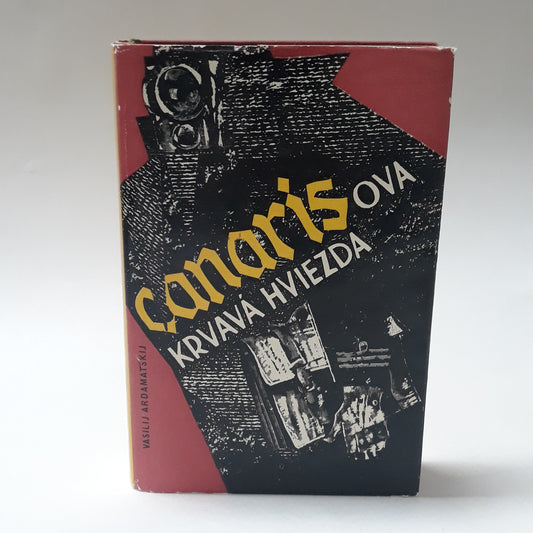 canarisOVA
KRVAVÁ HVIEZDA
VASILIJ ARDAMATSKIJ